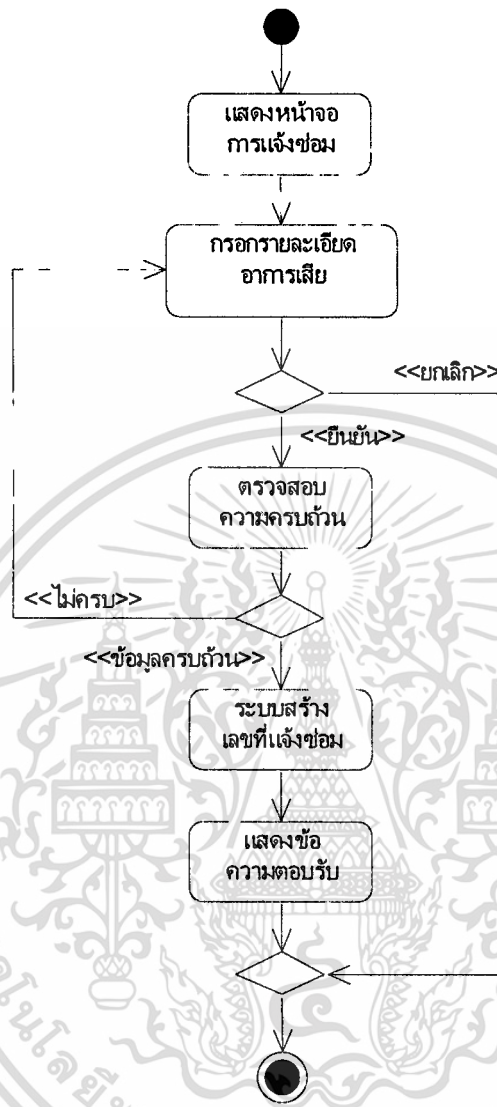 แสดงหน้าจอ
การแจ้งซ่อม
กรอกรายละเอียด
อาการเสีย
<<ยกเลิก>>
<<ยืนยัน>>
ตรวจสอบ
ความครบถ้วน
<<ไม่ครบ>>
<<ข้อมูลครบถ้วน>>
ระบบสร้าง
เลขที่แจ้งซ่อม
แสดงข้อ
ความตอบรับ